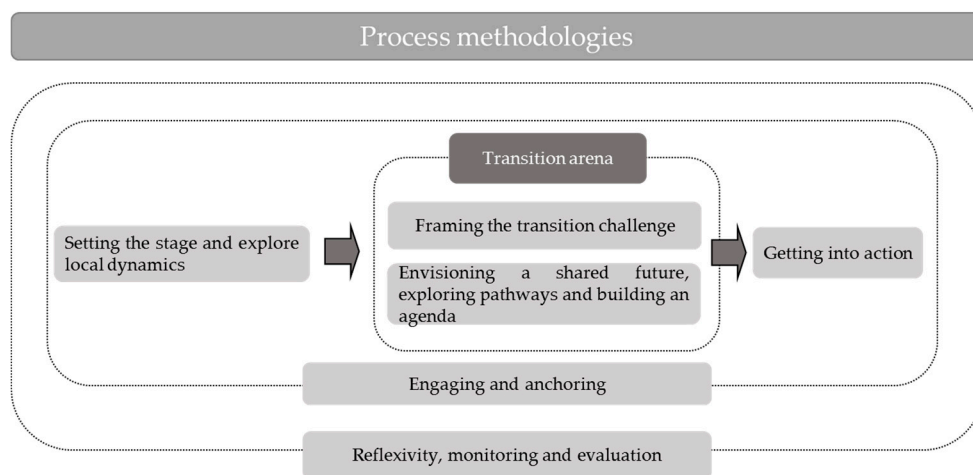 Process methodologies
Transition arena
Setting the stage and explore
local dynamics
Framing the transition challenge
Envisioning a shared future,
exploring pathways and building an
agenda
Getting into action
Engaging and anchoring
Reflexivity, monitoring and evaluation